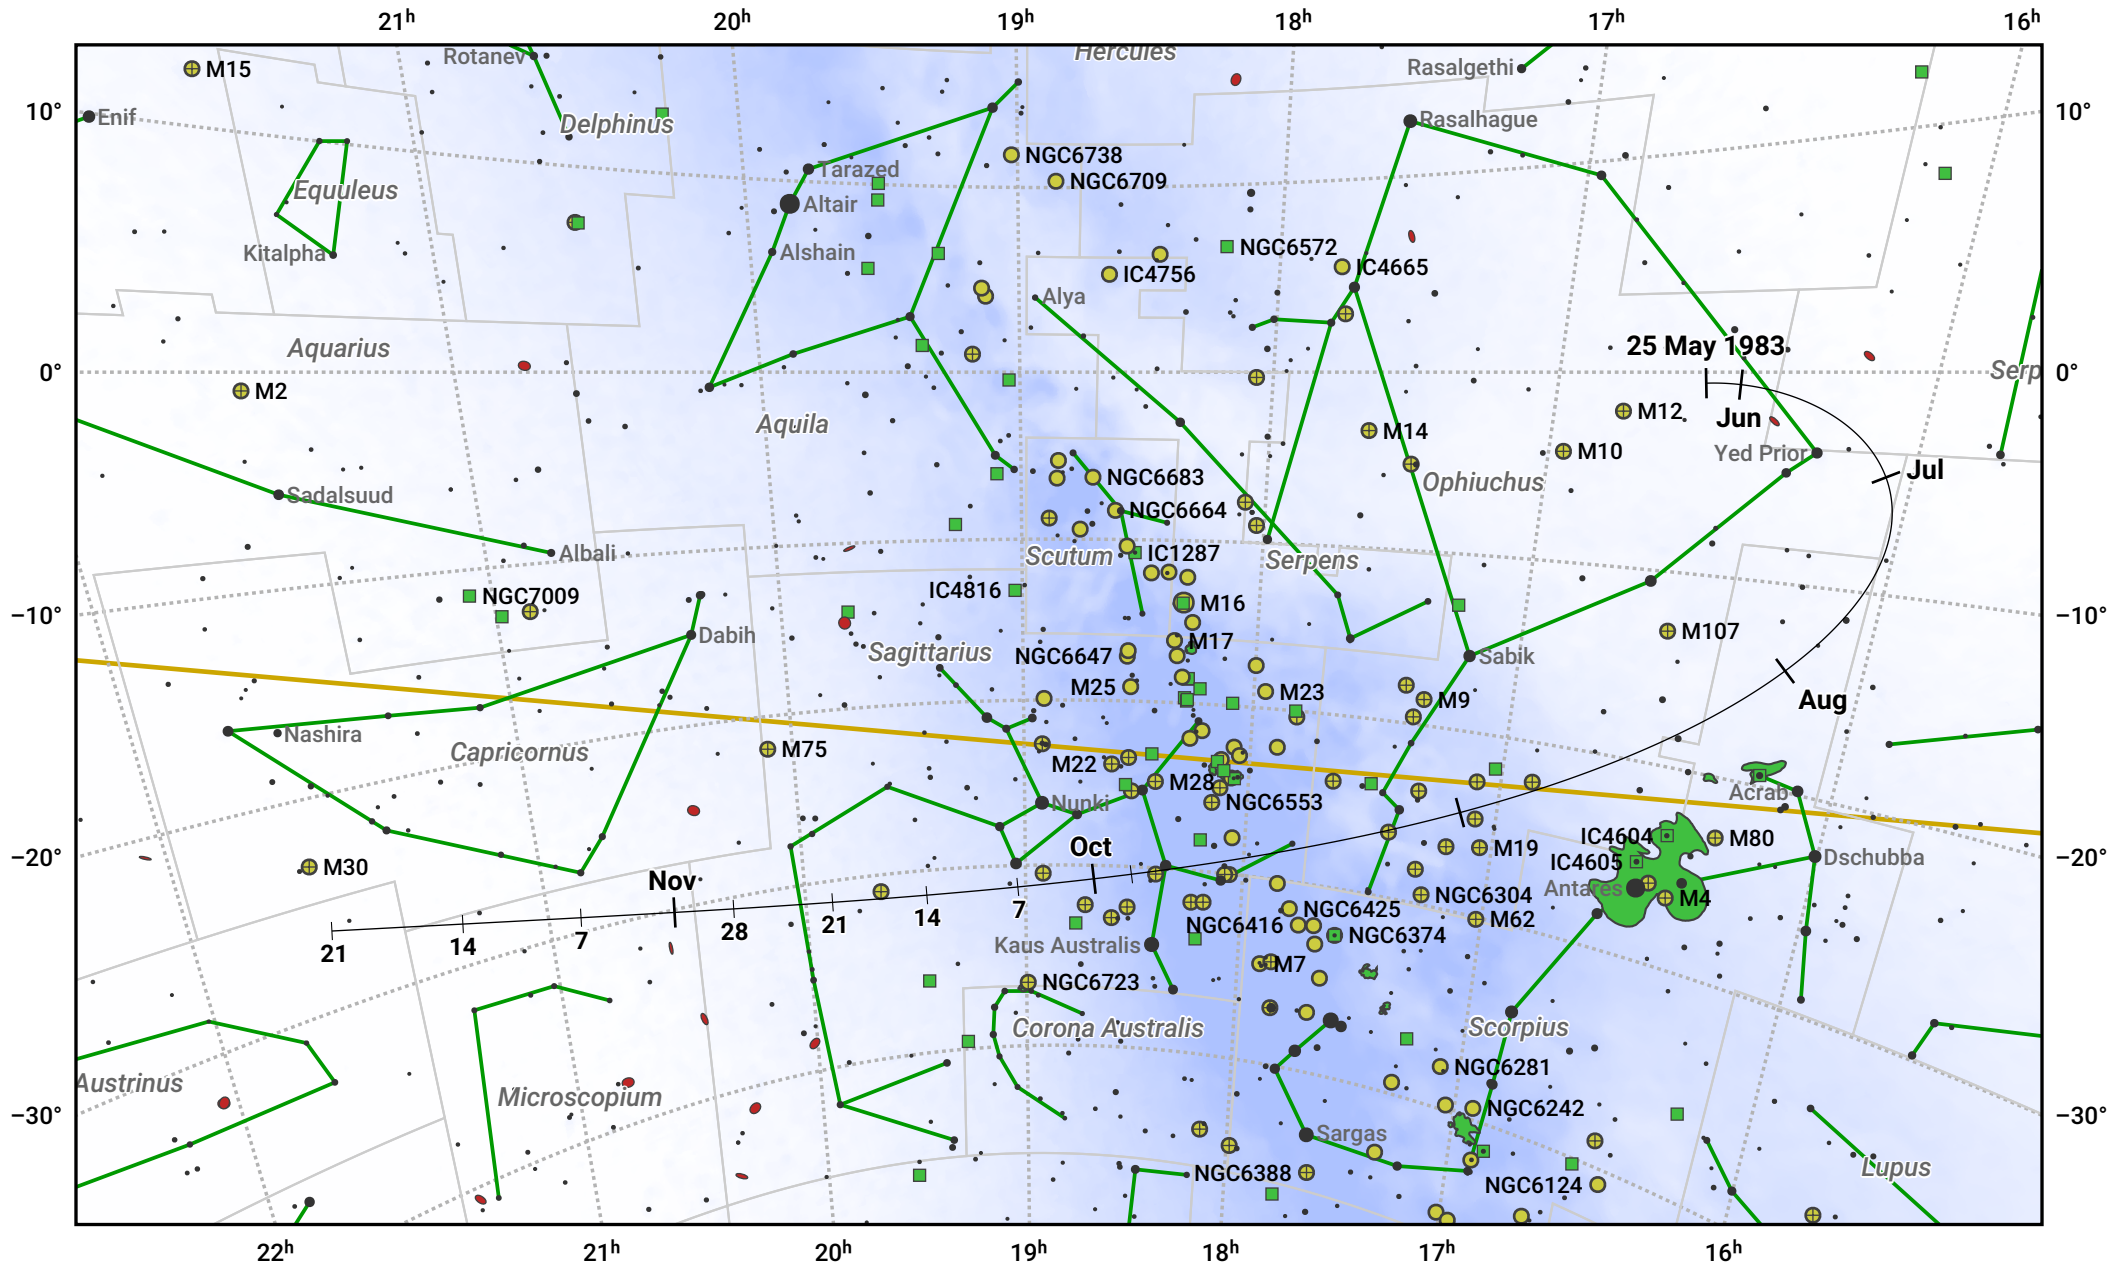 21h 20h 19h 18h 17h 16h
Hercules
Rotanev
Rasalgethi
M15
10°
10°
Enif
Delphinus
Rasalhague
NGC6738
Tarazed
NGC6709
Equuleus
Altair
Kitalpha
Alshain
NGC6572
IC4756
IC4665
Alya
25 May 1983
Aquarius
0°
0°
Serp
M2
Jun
M12
Aquila
M14
M10
Yed Prior
Jul
NGC6683
Ophiuchus
Sadalsuud
NGC6664
Albali
Scutum
IC1287
Serpens
NGC7009
IC4816
M16
−10°
−10°
Dabih
M17
M107
Sagittarius
NGC6647
Sabik
M25
M23
M9
Aug
Nashira
Capricornus
M75
M22
M28
Nunki
NGC6553
Acrab
IC4604
M80
Oct
M19
−20°
−20°
M30
IC4605
Dschubba
Nov
Antares
NGC6304
M4
21 14 7 28 21 14 7
NGC6425
NGC6416
M62
NGC6374
Kaus Australis
M7
NGC6723
Corona Australis
Scorpius
Austrinus
Microscopium
NGC6281
−30°
−30°
NGC6242
Sargas
Lupus
NGC6388
NGC6124
22h 21h 20h 19h 18h 17h 16h